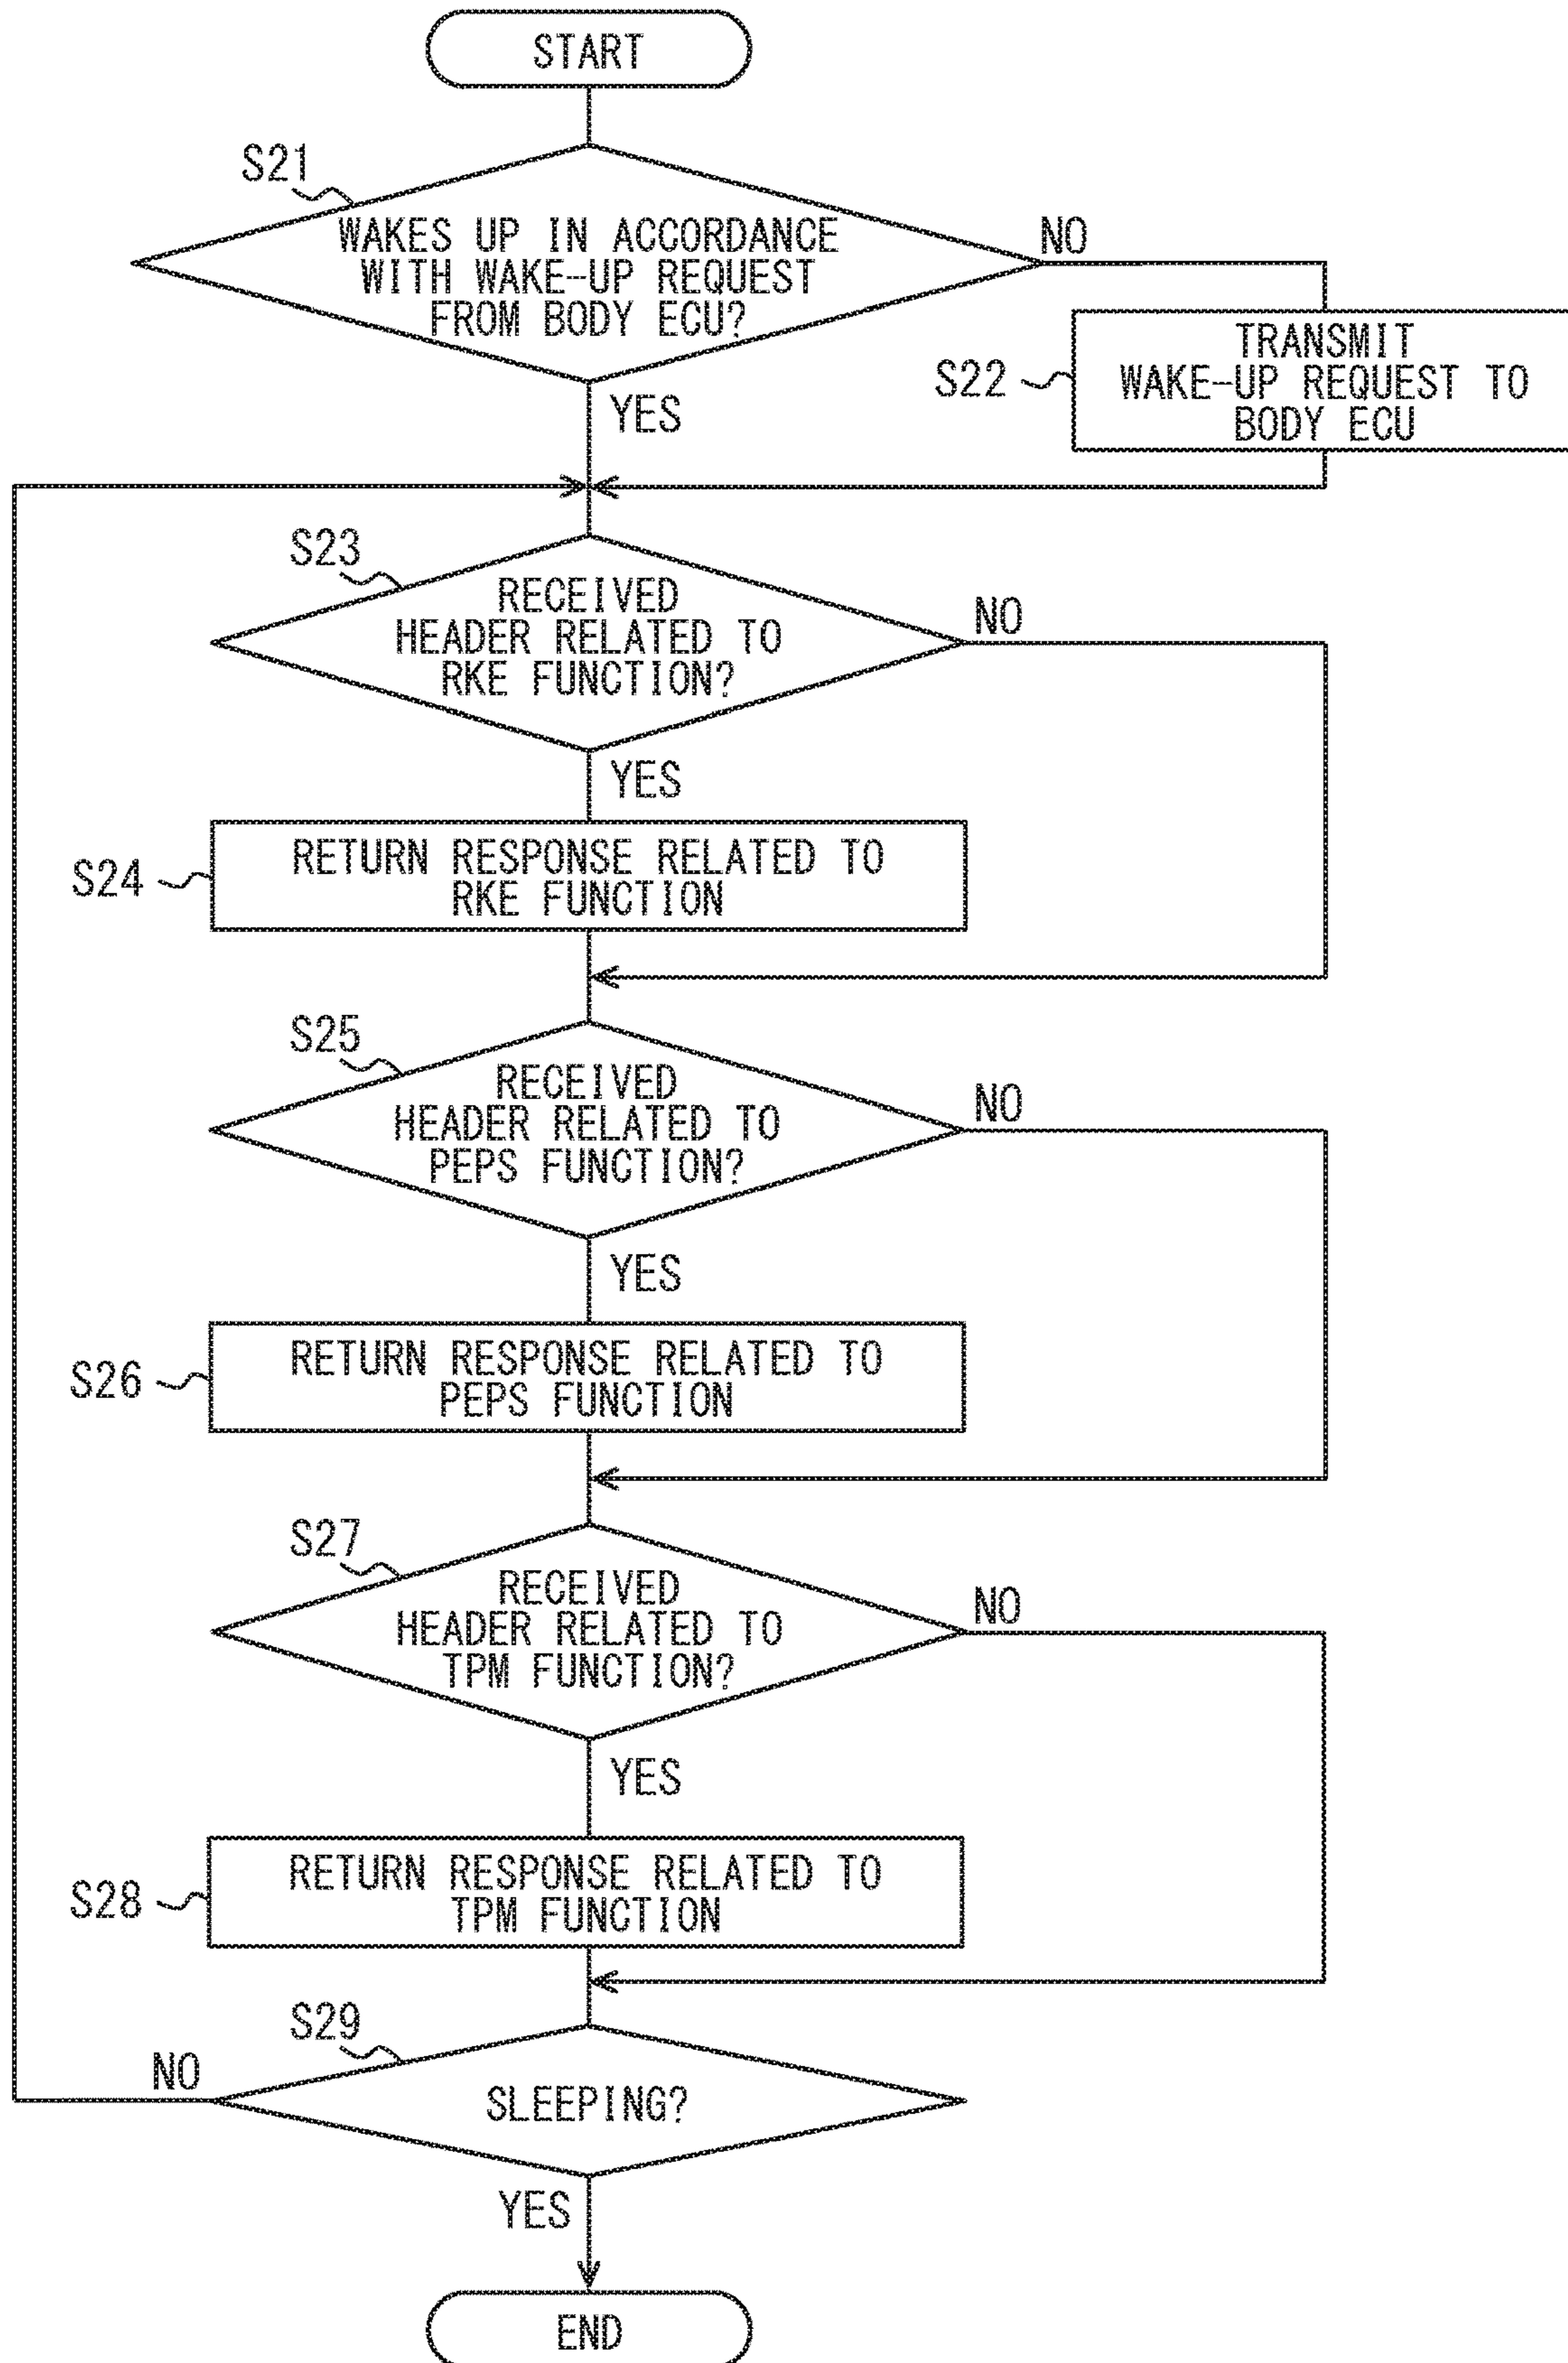 START
S21
WAKES UP IN ACCORDANCE
WITH WAKE-UP REQUEST
FROM BODY ECU?
NO
YES
S22
TRANSMIT
WAKE-UP REQUEST TO
BODY ECU
S23
RECEIVED
HEADER RELATED TO
RKE FUNCTION?
NO
YES
S24
RETURN RESPONSE RELATED TO
RKE FUNCTION
S25
RECEIVED
HEADER RELATED TO
PEPS FUNCTION?
NO
YES
S26
RETURN RESPONSE RELATED TO
PEPS FUNCTION
S27
RECEIVED
HEADER RELATED TO
TPM FUNCTION?
NO
YES
S28
RETURN RESPONSE RELATED TO
TPM FUNCTION
S29
NO
SLEEPING?
YES
END